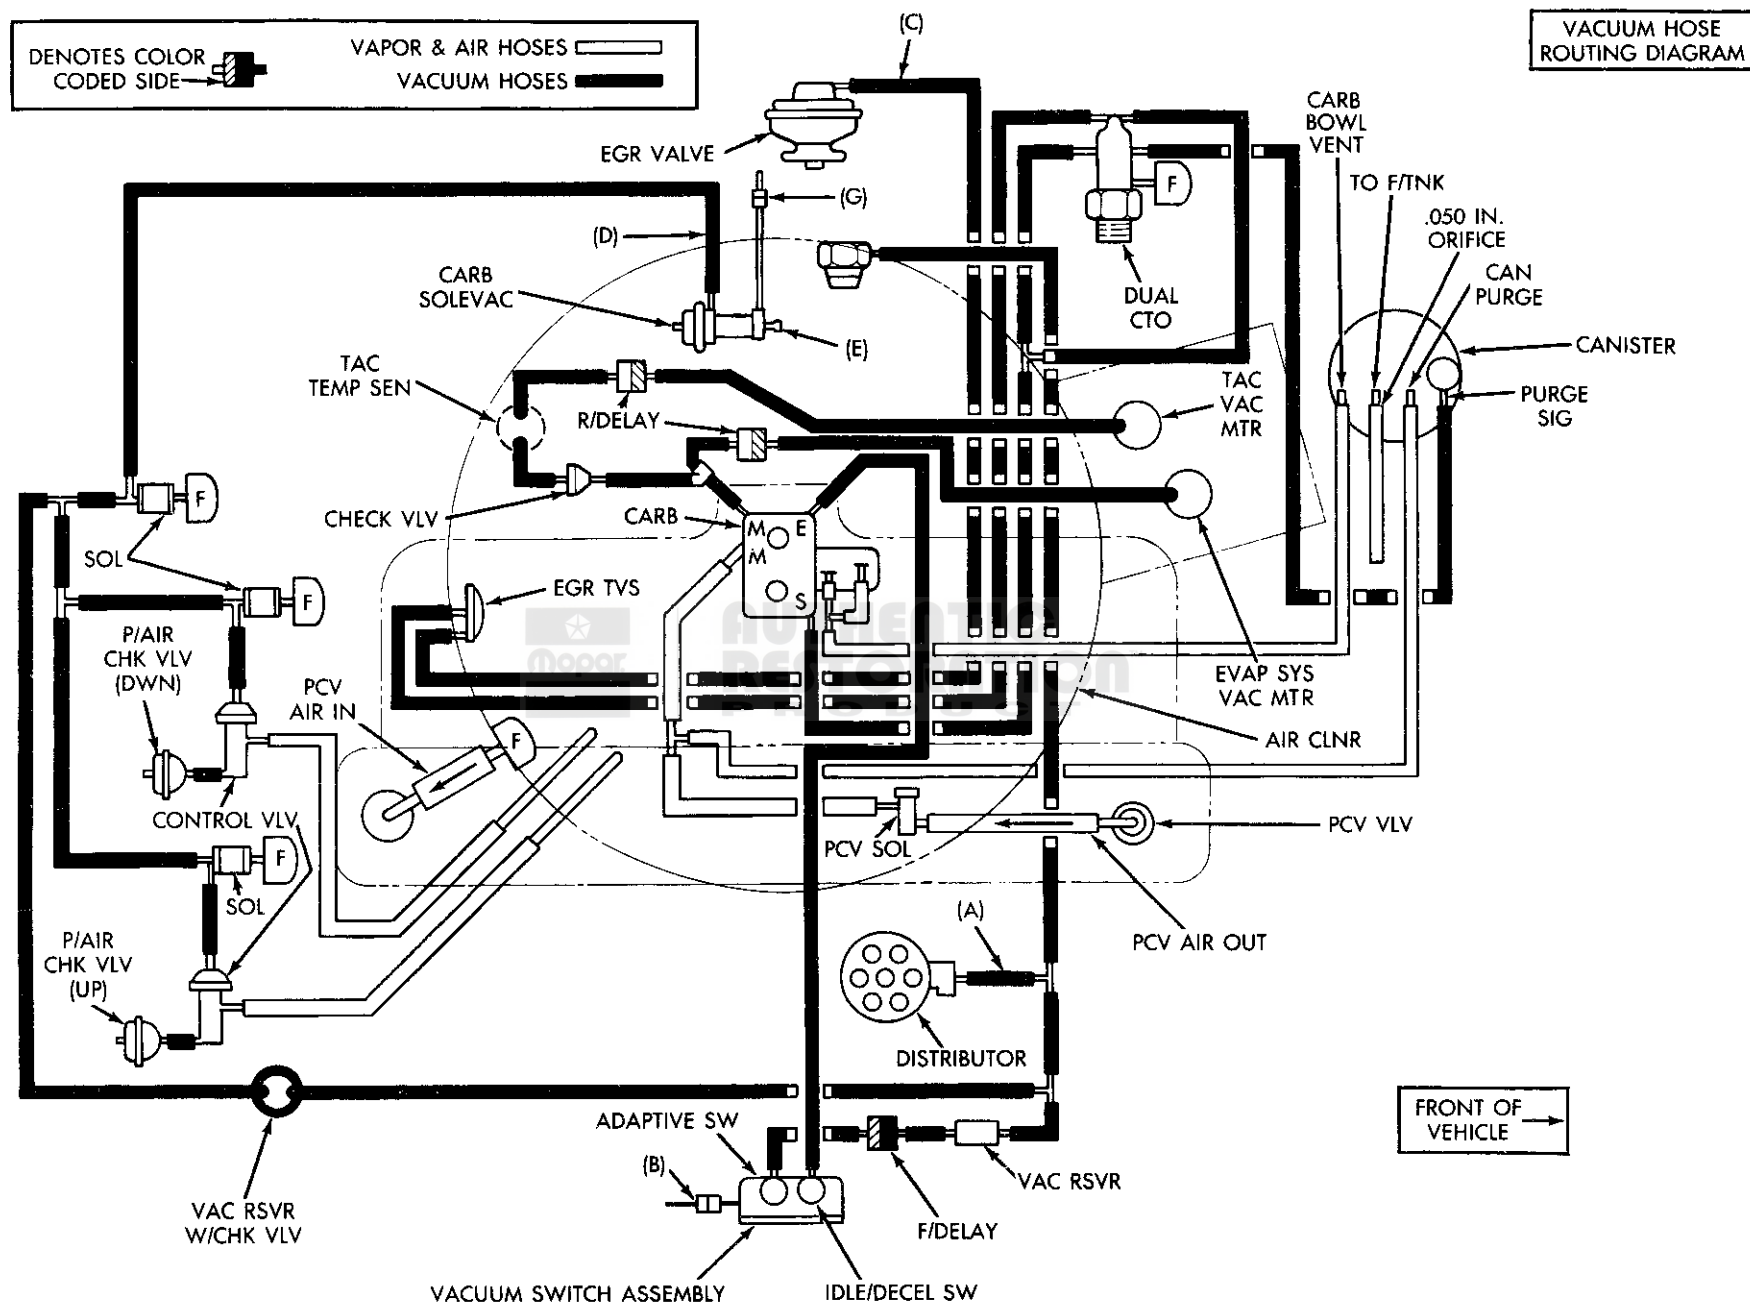 DENOTES COLOR
CODED SIDE
VAPOR & AIR HOSES
VACUUM HOSES
VACUUM HOSE
ROUTING DIAGRAM
(C)
EGR VALVE
(G)
(D)
CARB
SOLEVAC
(E)
F
DUAL
CTO
CARB
BOWL
VENT
TO F/TNK
.050 IN.
ORIFICE
CAN
PURGE
CANISTER
PURGE
SIG
TAC
TEMP SEN
R/DELAY
TAC
VAC
MTR
CHECK VLV
CARB
M
E
M
S
F
SOL
F
EGR TVS
P/AIR
CHK VLV
(DWN)
PCV
AIR IN
F
Mopar
AUTHENTIC
RESTORATION
PRODUCT
EVAP SYS
VAC MTR
AIR CLNR
CONTROL VLV
F
SOL
PCV SOL
PCV VLV
PCV AIR OUT
P/AIR
CHK VLV
(UP)
(A)
DISTRIBUTOR
FRONT OF
VEHICLE
ADAPTIVE SW
(B)
VAC RSVR
W/CHK VLV
VAC RSVR
F/DELAY
VACUUM SWITCH ASSEMBLY
IDLE/DECEL SW